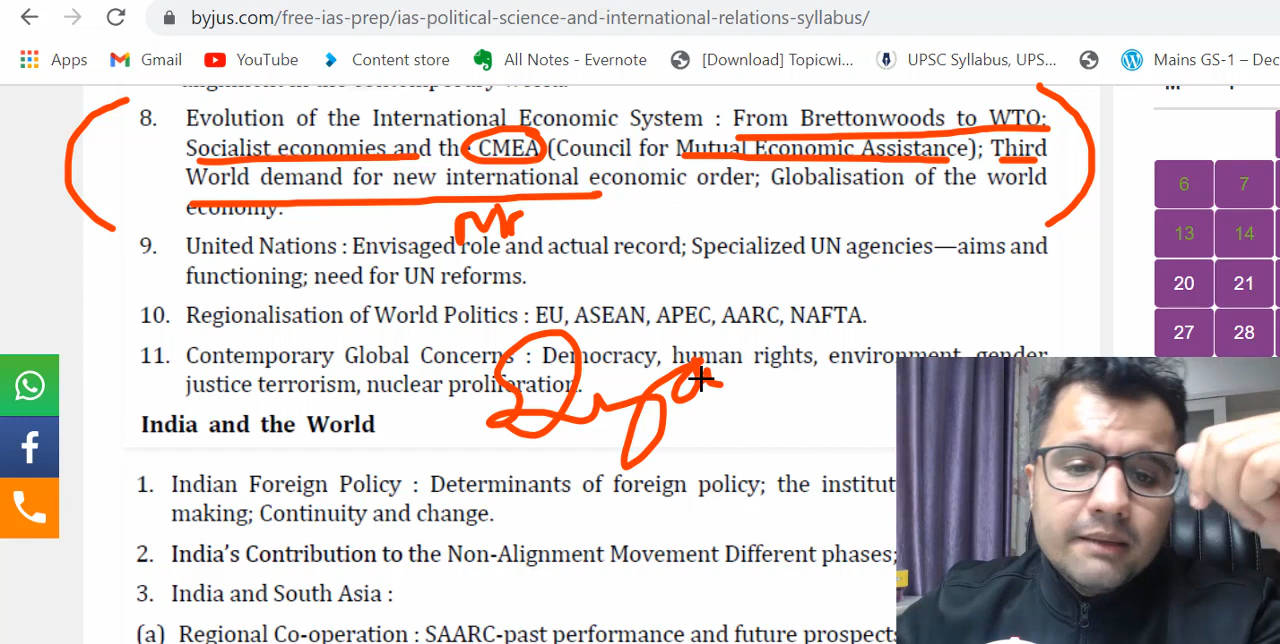 byjus.com/free-ias-prep/ias-political-science-and-international-relations-syllabus/
Apps Gmail YouTube Content store All Notes - Evernote [Download] Topicwi... UPSC Syllabus, UPS... Mains GS-1 – Dec
8. Evolution of the International Economic System : From Brettonwoods to WTO;
Socialist economies and the CMEA (Council for Mutual Economic Assistance); Third
World demand for new international economic order; Globalisation of the world
economy.
9. United Nations : Envisaged role and actual record; Specialized UN agencies—aims and
functioning; need for UN reforms.
10. Regionalisation of World Politics : EU, ASEAN, APEC, AARC, NAFTA.
11. Contemporary Global Concerns : Democracy, human rights, environment, gender
justice terrorism, nuclear proliferation.
India and the World
1. Indian Foreign Policy : Determinants of foreign policy; the institut
making; Continuity and change.
2. India's Contribution to the Non-Alignment Movement Different phases;
3. India and South Asia :
(a) Regional Co-operation : SAARC-past performance and future prospects
6 7
13 14
20 21
27 28